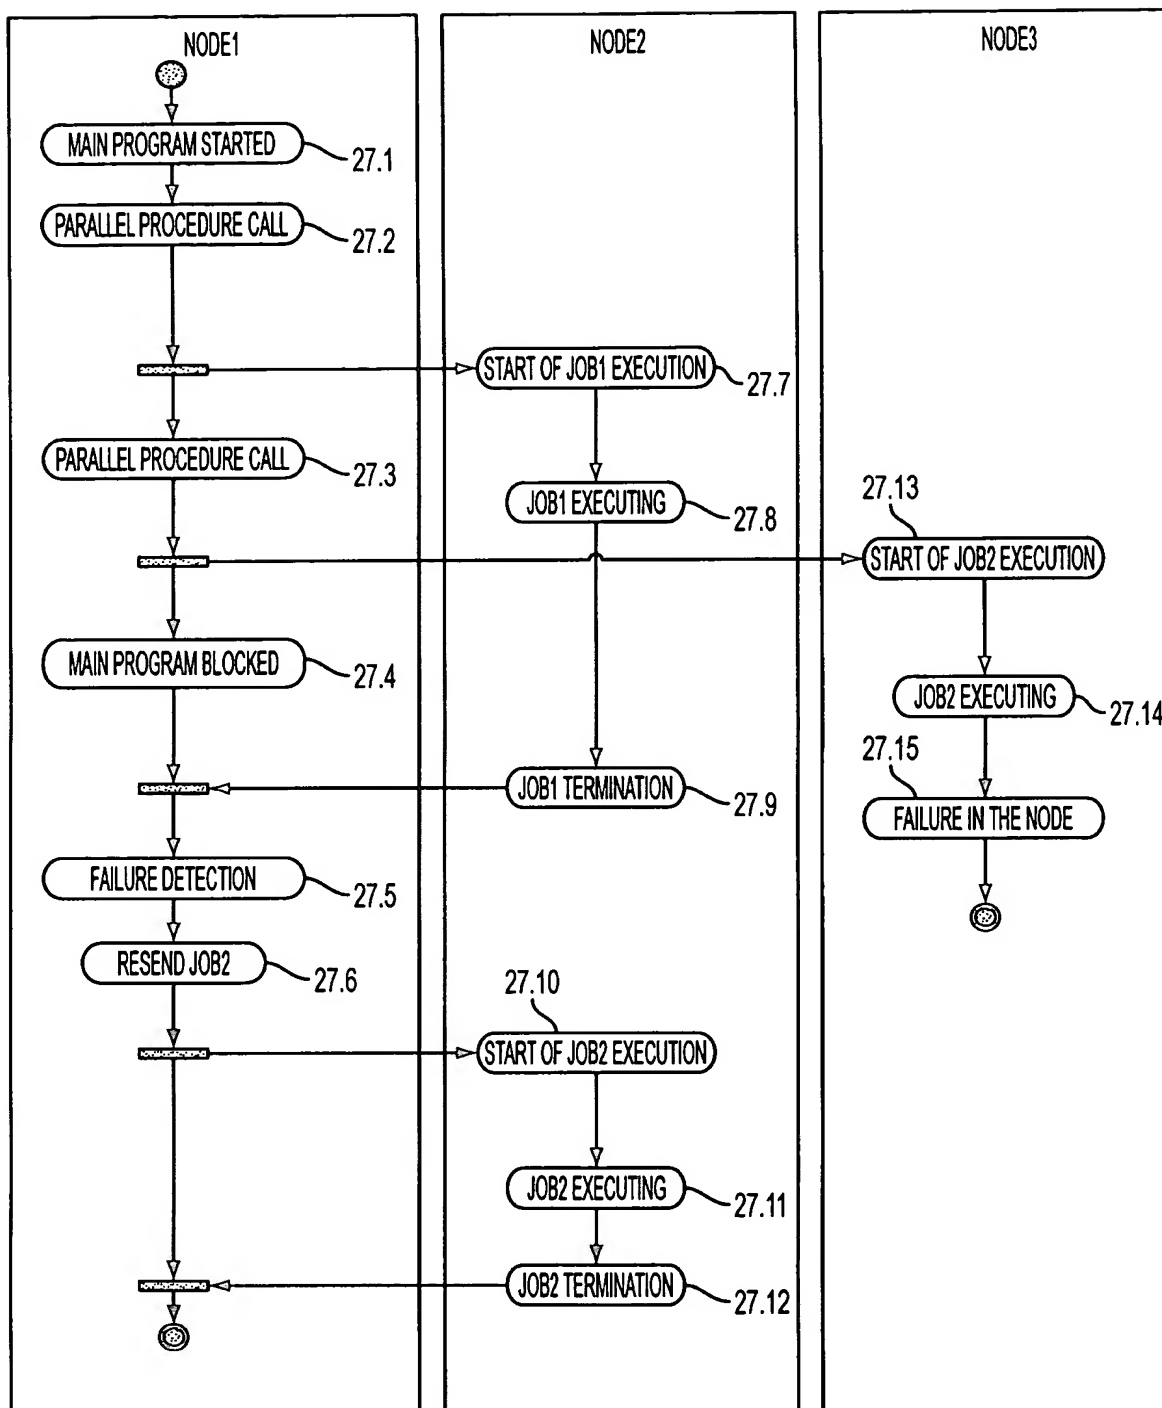 NODE1
MAIN PROGRAM STARTED
27.1
PARALLEL PROCEDURE CALL
27.2
PARALLEL PROCEDURE CALL
27.3
MAIN PROGRAM BLOCKED
27.4
FAILURE DETECTION
27.5
RESEND JOB2
27.6
NODE2
START OF JOB1 EXECUTION
27.7
JOB1 EXECUTING
27.8
JOB1 TERMINATION
27.9
27.10
START OF JOB2 EXECUTION
JOB2 EXECUTING
27.11
JOB2 TERMINATION
27.12
NODE3
27.13
START OF JOB2 EXECUTION
JOB2 EXECUTING
27.14
27.15
FAILURE IN THE NODE